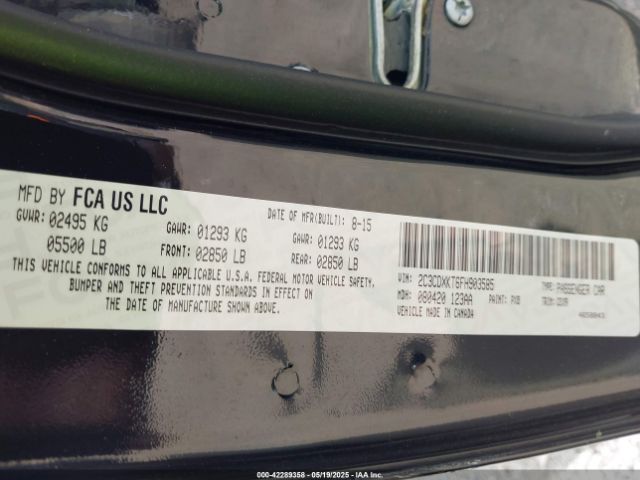 MFD BY FCA US LLC
DATE OF MFR(BUILT): 8-15
GVWR: 02495 KG GAWR: 01293 KG GAWR: 01293 KG
05500 LB FRONT: 02850 LB REAR: 02850 LB
THIS VEHICLE CONFORMS TO ALL APPLICABLE U.S.A. FEDERAL MOTOR VEHICLE SAFETY,
BUMPER AND THEFT PREVENTION STANDARDS IN EFFECT ON
THE DATE OF MANUFACTURE SHOWN ABOVE.
VIN: 2C3CDXKT6FH903585 TYPE: PASSENGER CAR
MDH: 080420 123AA PAINT: PX8 TRIM:
VEHICLE MADE IN CANADA
000-42289358 - 05/19/2025 - IAA